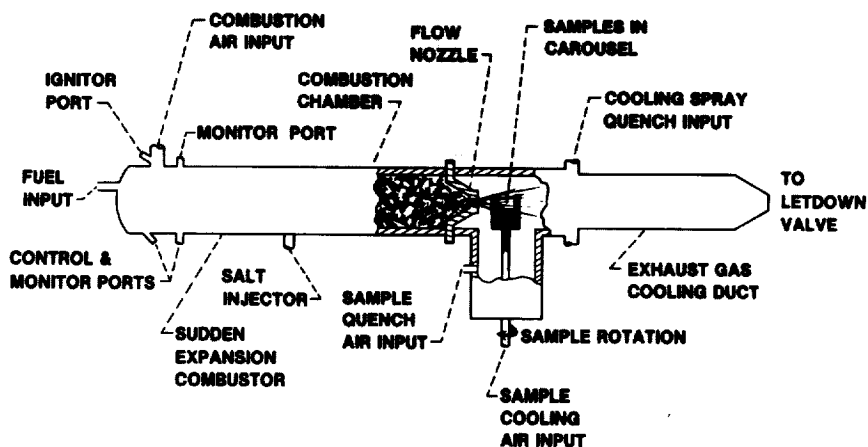 COMBUSTION
AIR INPUT
FLOW
NOZZLE
SAMPLES IN
CAROUSEL
IGNITOR
PORT
COMBUSTION
CHAMBER
COOLING SPRAY
QUENCH INPUT
MONITOR PORT
FUEL
INPUT
TO
LETDOWN
VALVE
CONTROL &
MONITOR PORTS
SALT
INJECTOR
SAMPLE
QUENCH
AIR INPUT
EXHAUST GAS
COOLING DUCT
SUDDEN
EXPANSION
COMBUSTOR
SAMPLE ROTATION
SAMPLE
COOLING
AIR INPUT